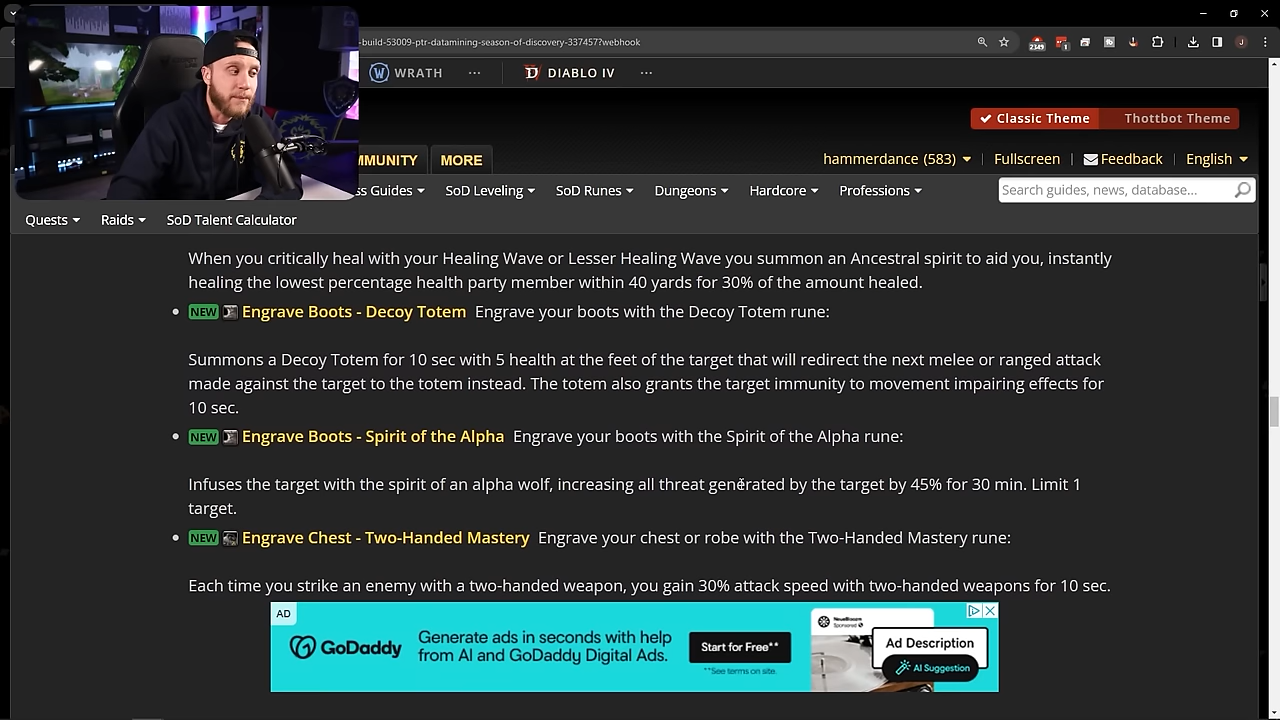 -build-53009-ptr-datamining-season-of-discovery-337457?webhook
2349
1
J
WRATH ... DIABLO IV ...
Classic Theme Thottbot Theme
MMUNITY MORE
hammerdance (583) Fullscreen Feedback English
ss Guides SoD Leveling SoD Runes Dungeons Hardcore Professions
Search guides, news, database...
Quests Raids SoD Talent Calculator
When you critically heal with your Healing Wave or Lesser Healing Wave you summon an Ancestral spirit to aid you, instantly
healing the lowest percentage health party member within 40 yards for 30% of the amount healed.
NEW Engrave Boots - Decoy Totem Engrave your boots with the Decoy Totem rune:
Summons a Decoy Totem for 10 sec with 5 health at the feet of the target that will redirect the next melee or ranged attack
made against the target to the totem instead. The totem also grants the target immunity to movement impairing effects for
10 sec.
NEW Engrave Boots - Spirit of the Alpha Engrave your boots with the Spirit of the Alpha rune:
Infuses the target with the spirit of an alpha wolf, increasing all threat generated by the target by 45% for 30 min. Limit 1
target.
NEW Engrave Chest - Two-Handed Mastery Engrave your chest or robe with the Two-Handed Mastery rune:
Each time you strike an enemy with a two-handed weapon, you gain 30% attack speed with two-handed weapons for 10 sec.
AD
GoDaddy
Generate ads in seconds with help
from AI and GoDaddy Digital Ads.
Start for Free**
**See terms on site.
Sponsored
Ad Description
AI Suggestion